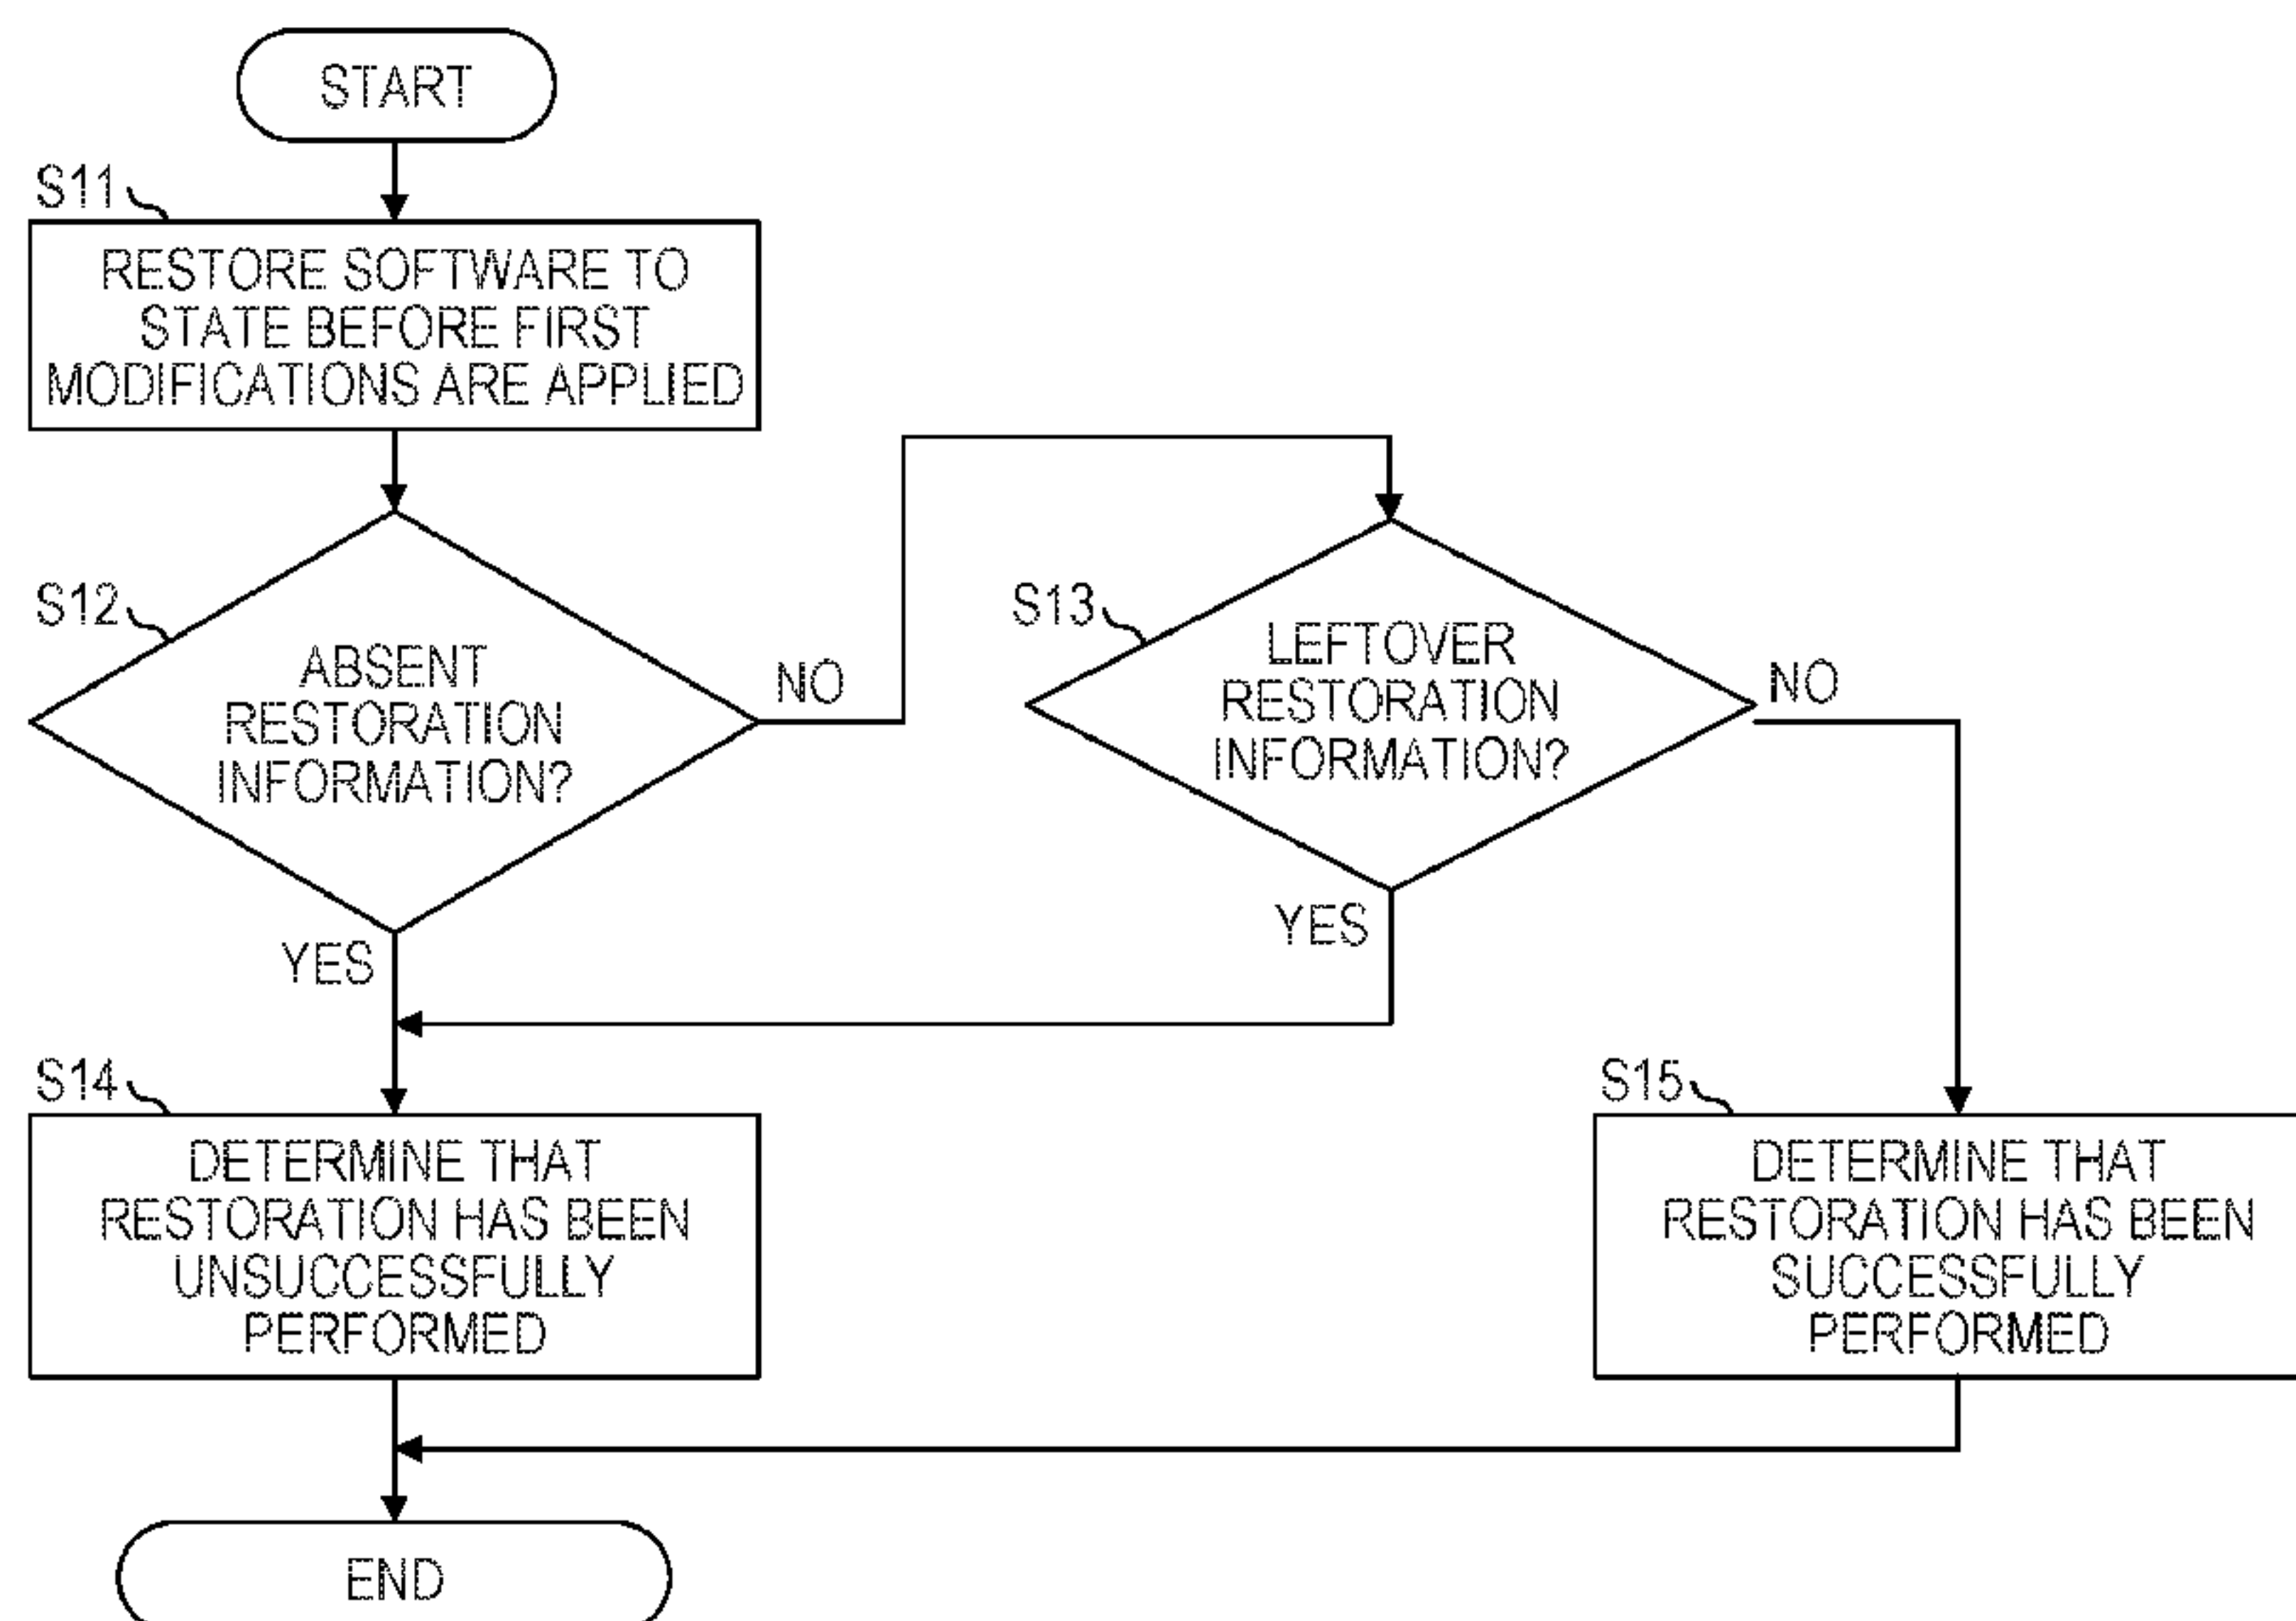 START
S11
RESTORE SOFTWARE TO
STATE BEFORE FIRST
MODIFICATIONS ARE APPLIED
S12
ABSENT
RESTORATION
INFORMATION?
NO
YES
S13
LEFTOVER
RESTORATION
INFORMATION?
NO
YES
S14
DETERMINE THAT
RESTORATION HAS BEEN
UNSUCCESSFULLY
PERFORMED
S15
DETERMINE THAT
RESTORATION HAS BEEN
SUCCESSFULLY
PERFORMED
END